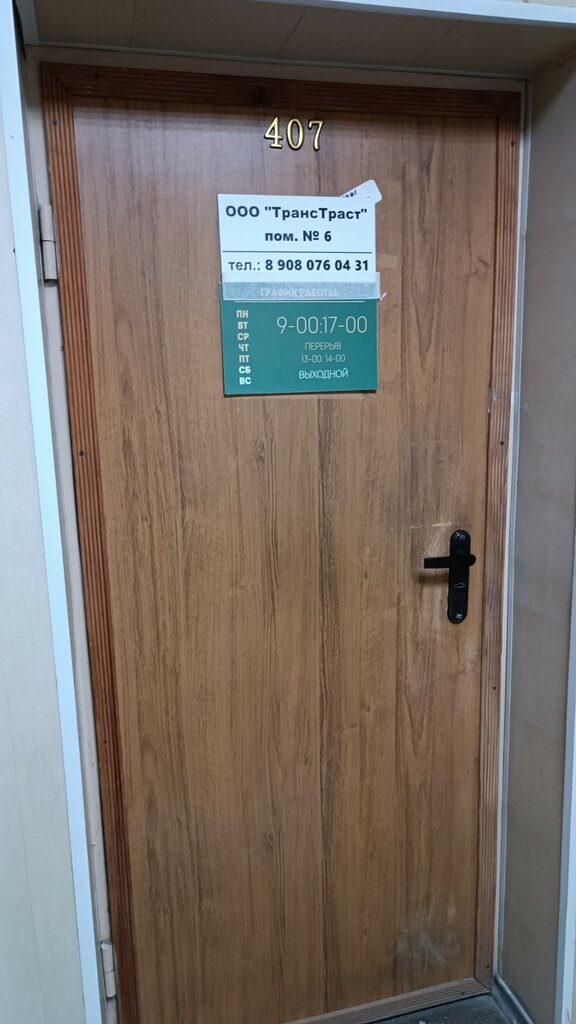 407
ООО "ТрансТраст"
пом. № 6
тел.: 8 908 076 04 31
ГРАФИК РАБОТЫ:
ПН
ВТ
СР
ЧТ
ПТ
СБ
ВС
9-00:17-00
ПЕРЕРЫВ
13-00: 14-00
ВЫХОДНОЙ